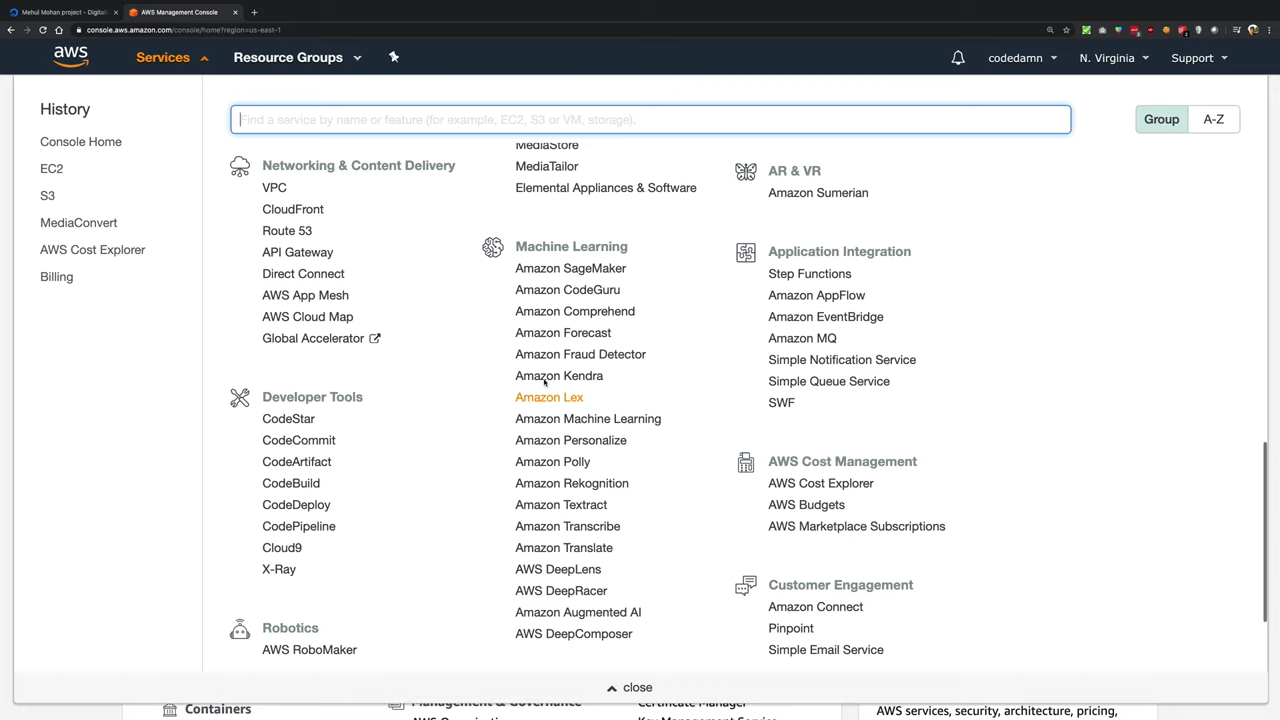 Mehul Mohan project - Digital
AWS Management Console
console.aws.amazon.com/console/home?region=us-east-1
aws
Services
Resource Groups
codedamn
N. Virginia
Support
History
Console Home
EC2
S3
MediaConvert
AWS Cost Explorer
Billing
Find a service by name or feature (for example, EC2, S3 or VM, storage).
Group
A-Z
Networking & Content Delivery
VPC
CloudFront
Route 53
API Gateway
Direct Connect
AWS App Mesh
AWS Cloud Map
Global Accelerator
Developer Tools
CodeStar
CodeCommit
CodeArtifact
CodeBuild
CodeDeploy
CodePipeline
Cloud9
X-Ray
Robotics
AWS RoboMaker
MediaStore
MediaTailor
Elemental Appliances & Software
Machine Learning
Amazon SageMaker
Amazon CodeGuru
Amazon Comprehend
Amazon Forecast
Amazon Fraud Detector
Amazon Kendra
Amazon Lex
Amazon Machine Learning
Amazon Personalize
Amazon Polly
Amazon Rekognition
Amazon Textract
Amazon Transcribe
Amazon Translate
AWS DeepLens
AWS DeepRacer
Amazon Augmented AI
AWS DeepComposer
AR & VR
Amazon Sumerian
Application Integration
Step Functions
Amazon AppFlow
Amazon EventBridge
Amazon MQ
Simple Notification Service
Simple Queue Service
SWF
AWS Cost Management
AWS Cost Explorer
AWS Budgets
AWS Marketplace Subscriptions
Customer Engagement
Amazon Connect
Pinpoint
Simple Email Service
close
Containers
Management & Governance
Certificate Manager
AWS services, security, architecture, pricing,